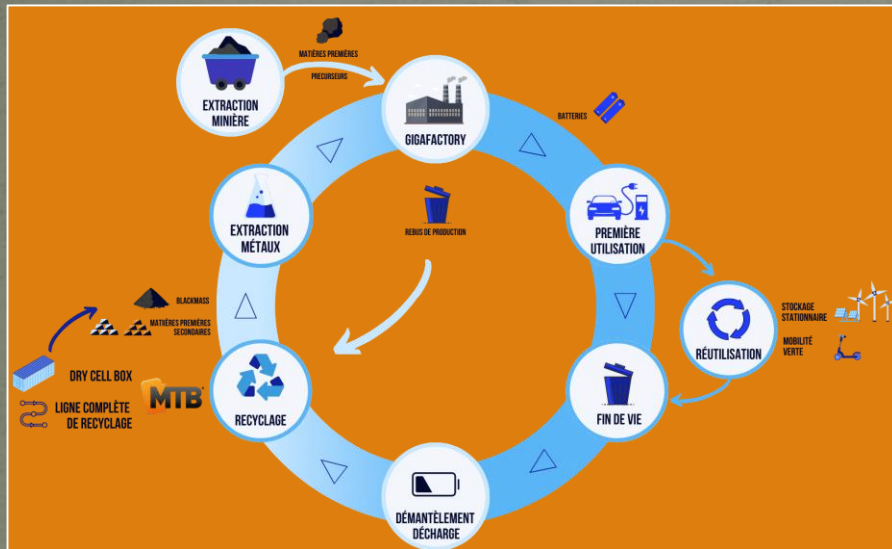 EXTRACTION
MINIÈRE
MATIÈRES PREMIÈRES
PRECURSEURS
GIGAFACTORY
BATTERIES
PREMIÈRE
UTILISATION
RÉUTILISATION
STOCKAGE
STATIONNAIRE
MOBILITÉ
VERTE
FIN DE VIE
DÉMANTÈLEMENT
DÉCHARGE
RECYCLAGE
REBUS DE PRODUCTION
EXTRACTION
MÉTAUX
BLACKMASS
MATIÈRES PREMIÈRES
SECONDAIRES
DRY CELL BOX
LIGNE COMPLÈTE
DE RECYCLAGE
MTB